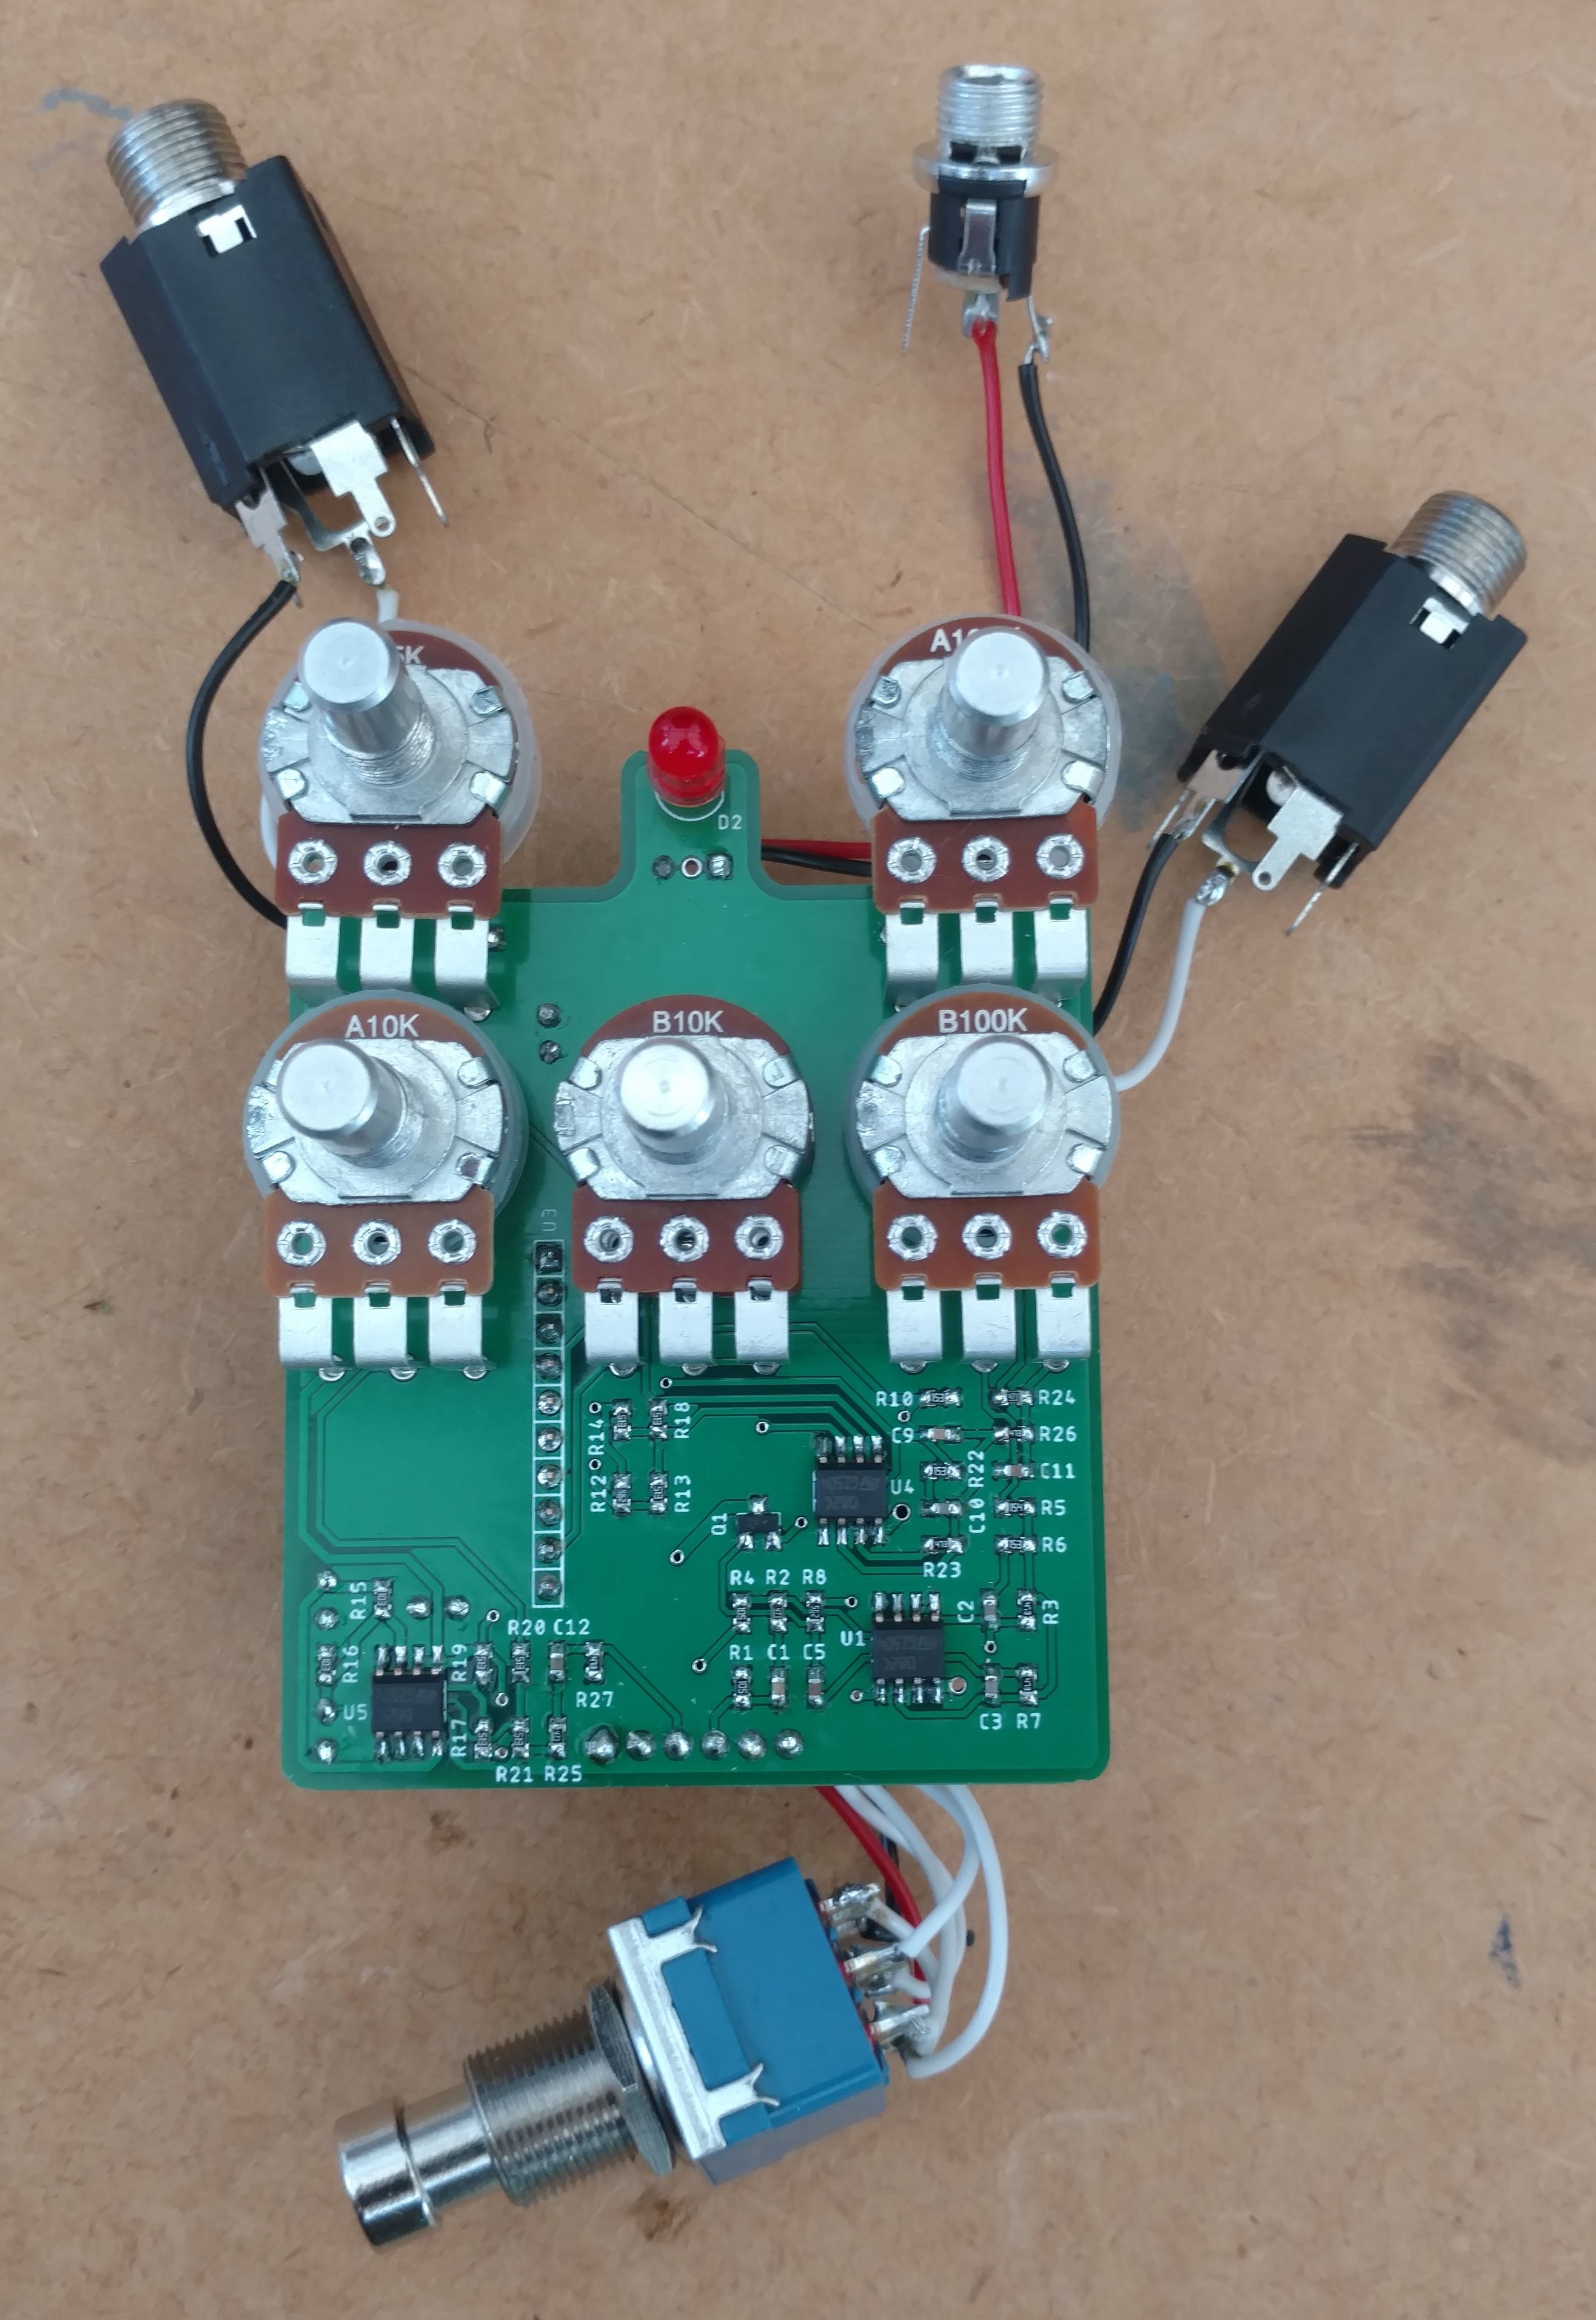 D2
A10K
B10K
B100K
U3
R10
R24
R14
R18
C9
R26
R22
C11
R12
R13
U4
C10
R5
Q1
R6
R23
R4 R2 R8
R15
C2
R3
R20 C12
U1
R16
R19
R1 C1 C5
R27
U5
R17
C3 R7
R21 R25